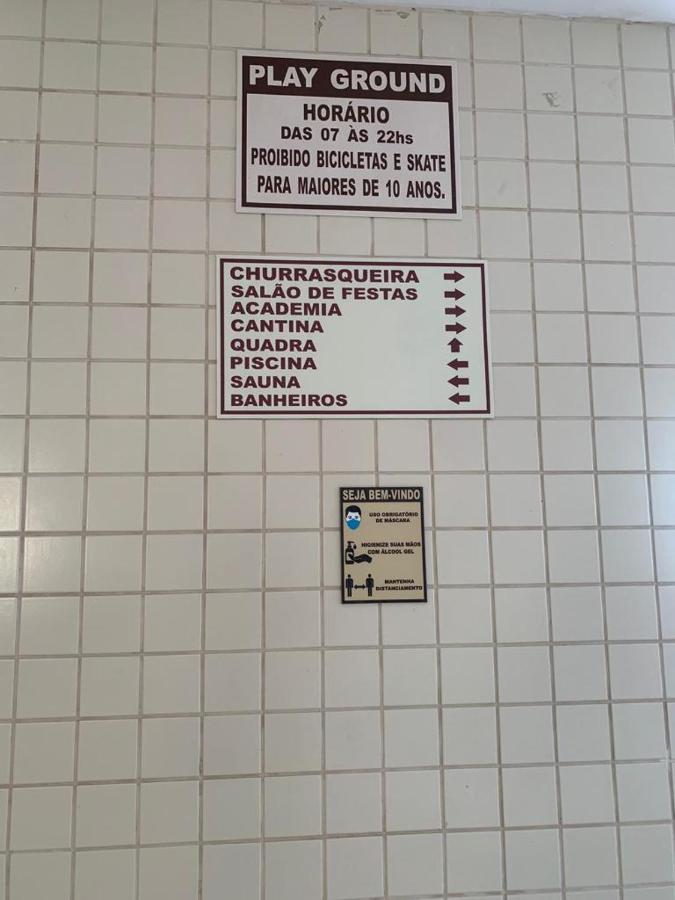 PLAY GROUND
HORÁRIO
DAS 07 ÀS 22hs
PROIBIDO BICICLETAS E SKATE
PARA MAIORES DE 10 ANOS.
CHURRASQUEIRA →
SALÃO DE FESTAS →
ACADEMIA →
CANTINA →
QUADRA ↑
PISCINA ←
SAUNA ←
BANHEIROS ←
SEJA BEM-VINDO
USO OBRIGATÓRIO
DE MÁSCARA
HIGIENIZE SUAS MÃOS
COM ÁLCOOL GEL
MANTENHA
DISTANCIAMENTO